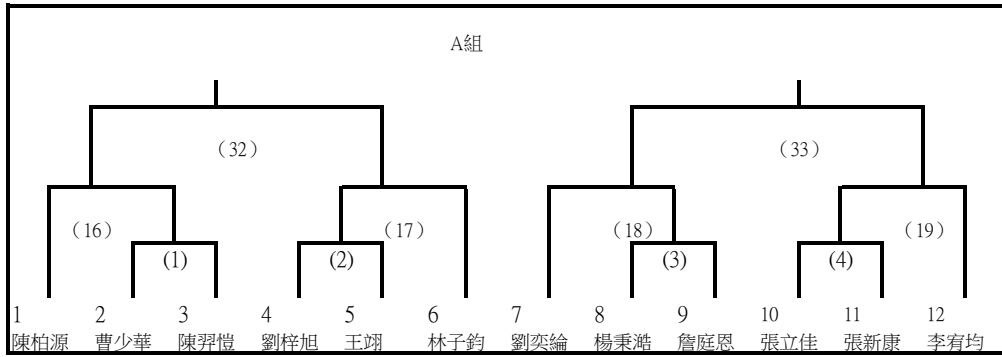 A組
（32） （33）
（16） （17） （18） （19）
(1) (2) (3) (4)
1 2 3 4 5 6 7 8 9 10 11 12
陳柏源 曹少華 陳羿愷 劉梓旭 王翊 林子鈞 劉奕綸 楊秉澔 詹庭恩 張立佳 張新康 李宥均